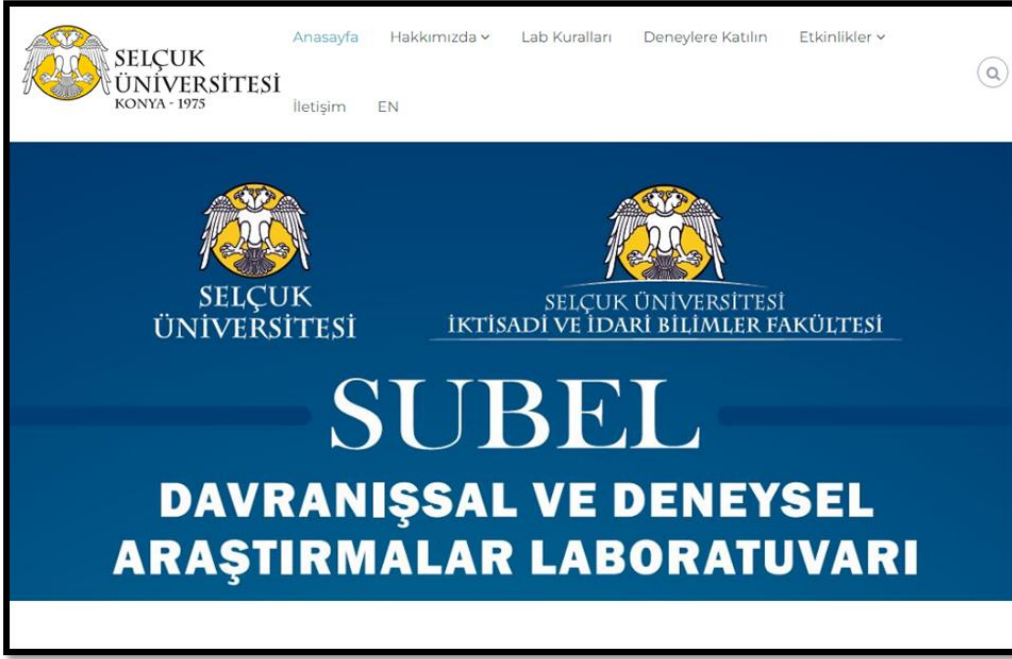 SELÇUK
ÜNİVERSİTESİ
KONYA - 1975
Anasayfa Hakkımızda Lab Kuralları Deneylere Katılın Etkinlikler
İletişim EN
SELÇUK
ÜNİVERSİTESİ
SELÇUK ÜNİVERSİTESİ
İKTİSADİ VE İDARİ BİLİMLER FAKÜLTESİ
SUBEL
DAVRANIŞSAL VE DENEYSEL
ARAŞTIRMALAR LABORATUVARI